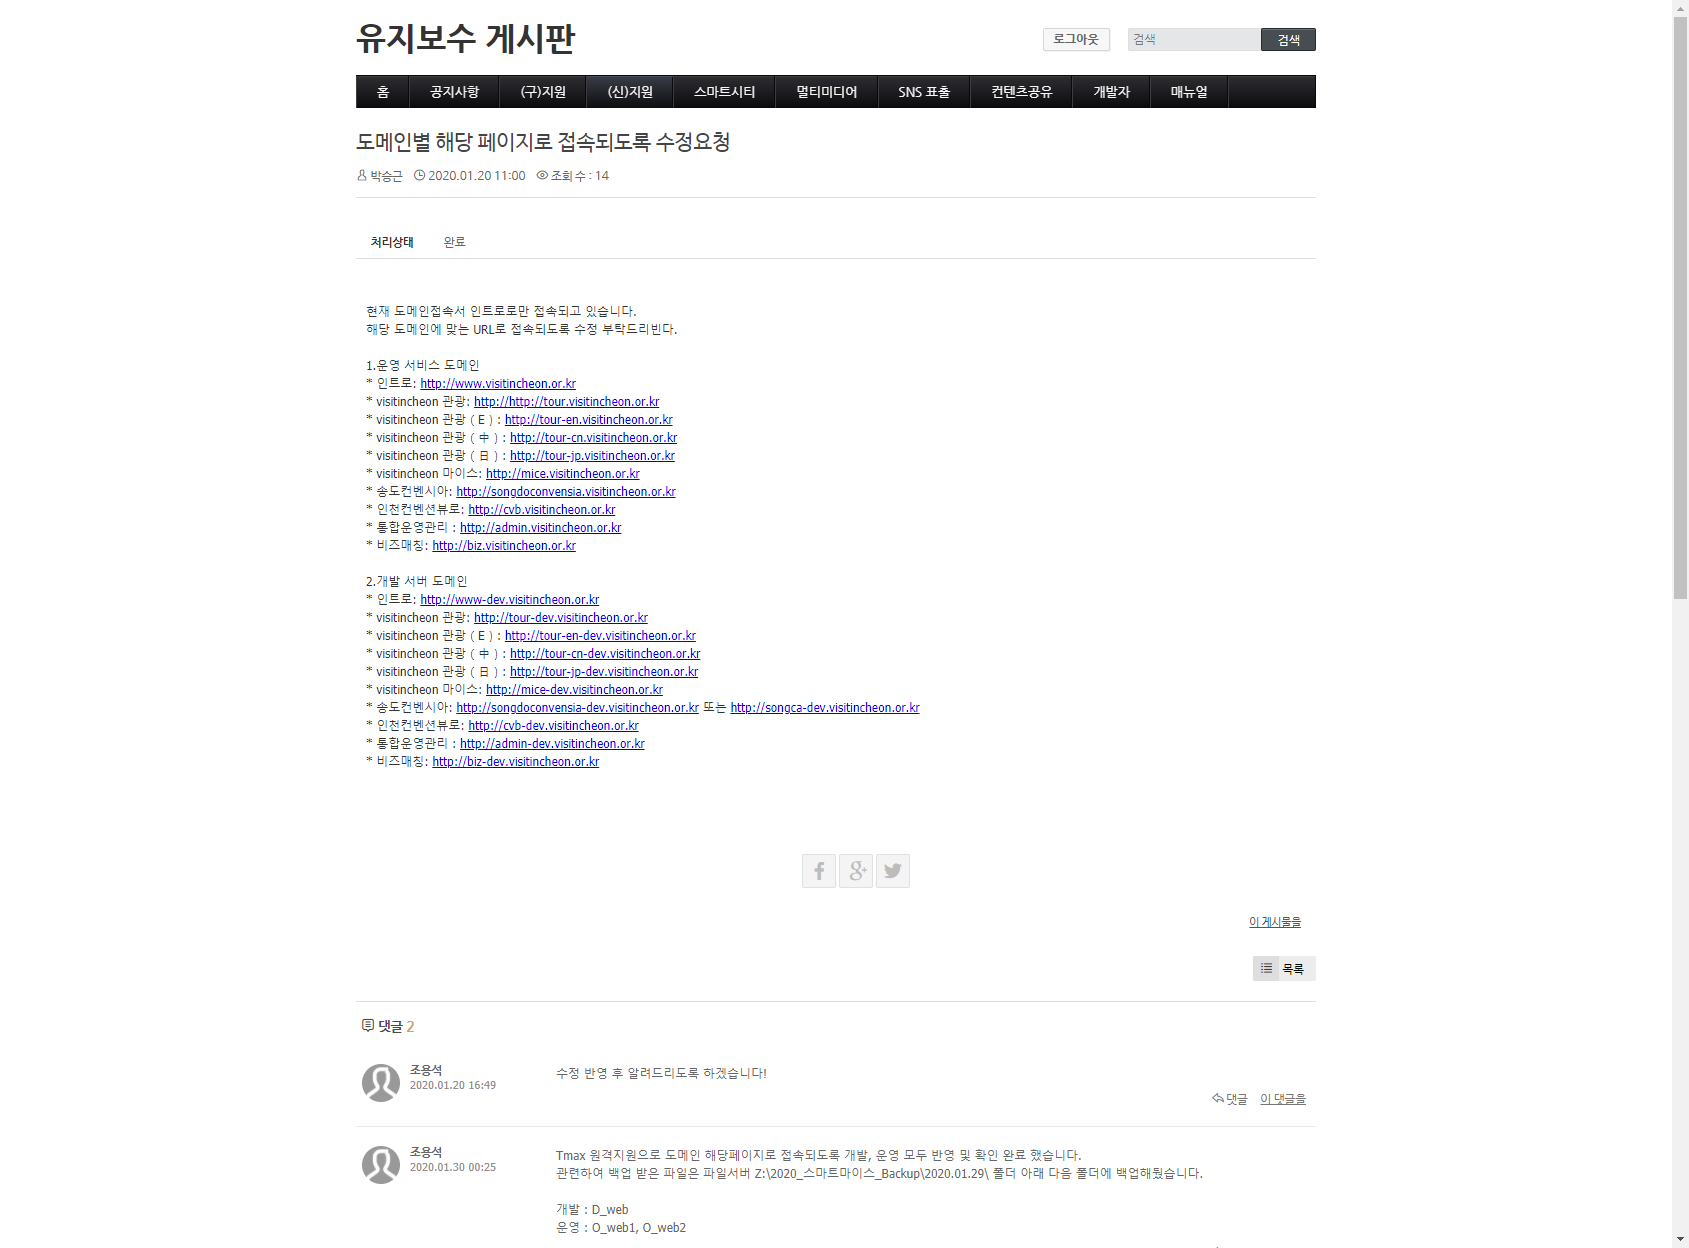 유지보수 게시판
로그아웃
검색
검색
홈 공지사항 (구)지원 (신)지원 스마트시티 멀티미디어 SNS 표출 컨텐츠공유 개발자 매뉴얼
도메인별 해당 페이지로 접속되도록 수정요청
박승근 2020.01.20 11:00 조회 수 : 14
처리상태 완료
현재 도메인접속서 인트로로만 접속되고 있습니다.
해당 도메인에 맞는 URL로 접속되도록 수정 부탁드리빈다.
1.운영 서비스 도메인
* 인트로: http://www.visitincheon.or.kr
* visitincheon 관광: http://http://tour.visitincheon.or.kr
* visitincheon 관광 ( E ) : http://tour-en.visitincheon.or.kr
* visitincheon 관광 ( 中 ) : http://tour-cn.visitincheon.or.kr
* visitincheon 관광 ( 日 ) : http://tour-jp.visitincheon.or.kr
* visitincheon 마이스: http://mice.visitincheon.or.kr
* 송도컨벤시아: http://songdoconvensia.visitincheon.or.kr
* 인천컨벤션뷰로: http://cvb.visitincheon.or.kr
* 통합운영관리 : http://admin.visitincheon.or.kr
* 비즈매칭: http://biz.visitincheon.or.kr
2.개발 서버 도메인
* 인트로: http://www-dev.visitincheon.or.kr
* visitincheon 관광: http://tour-dev.visitincheon.or.kr
* visitincheon 관광 ( E ) : http://tour-en-dev.visitincheon.or.kr
* visitincheon 관광 ( 中 ) : http://tour-cn-dev.visitincheon.or.kr
* visitincheon 관광 ( 日 ) : http://tour-jp-dev.visitincheon.or.kr
* visitincheon 마이스: http://mice-dev.visitincheon.or.kr
* 송도컨벤시아: http://songdoconvensia-dev.visitincheon.or.kr 또는 http://songca-dev.visitincheon.or.kr
* 인천컨벤션뷰로: http://cvb-dev.visitincheon.or.kr
* 통합운영관리 : http://admin-dev.visitincheon.or.kr
* 비즈매칭: http://biz-dev.visitincheon.or.kr
이 게시물을
목록
댓글 2
조용석
2020.01.20 16:49
수정 반영 후 알려드리도록 하겠습니다!
댓글 이 댓글을
조용석
2020.01.30 00:25
Tmax 원격지원으로 도메인 해당페이지로 접속되도록 개발, 운영 모두 반영 및 확인 완료 했습니다.
관련하여 백업 받은 파일은 파일서버 Z:\2020_스마트마이스_Backup\2020.01.29\ 폴더 아래 다음 폴더에 백업해뒀습니다.
개발 : D_web
운영 : O_web1, O_web2